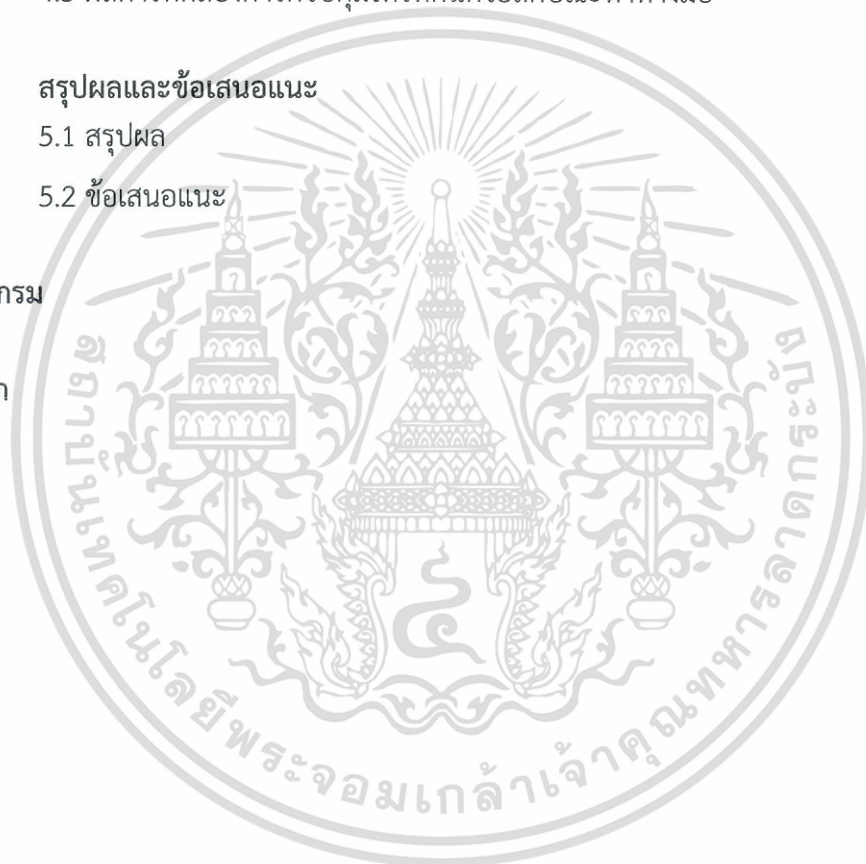 สรุปผลและข้อเสนอแนะ
5.1 สรุปผล
5.2 ข้อเสนอแนะ
กรม
สถาบันเทคโนโลยีพระจอมเกล้าเจ้าคุณทหารลาดกระบัง